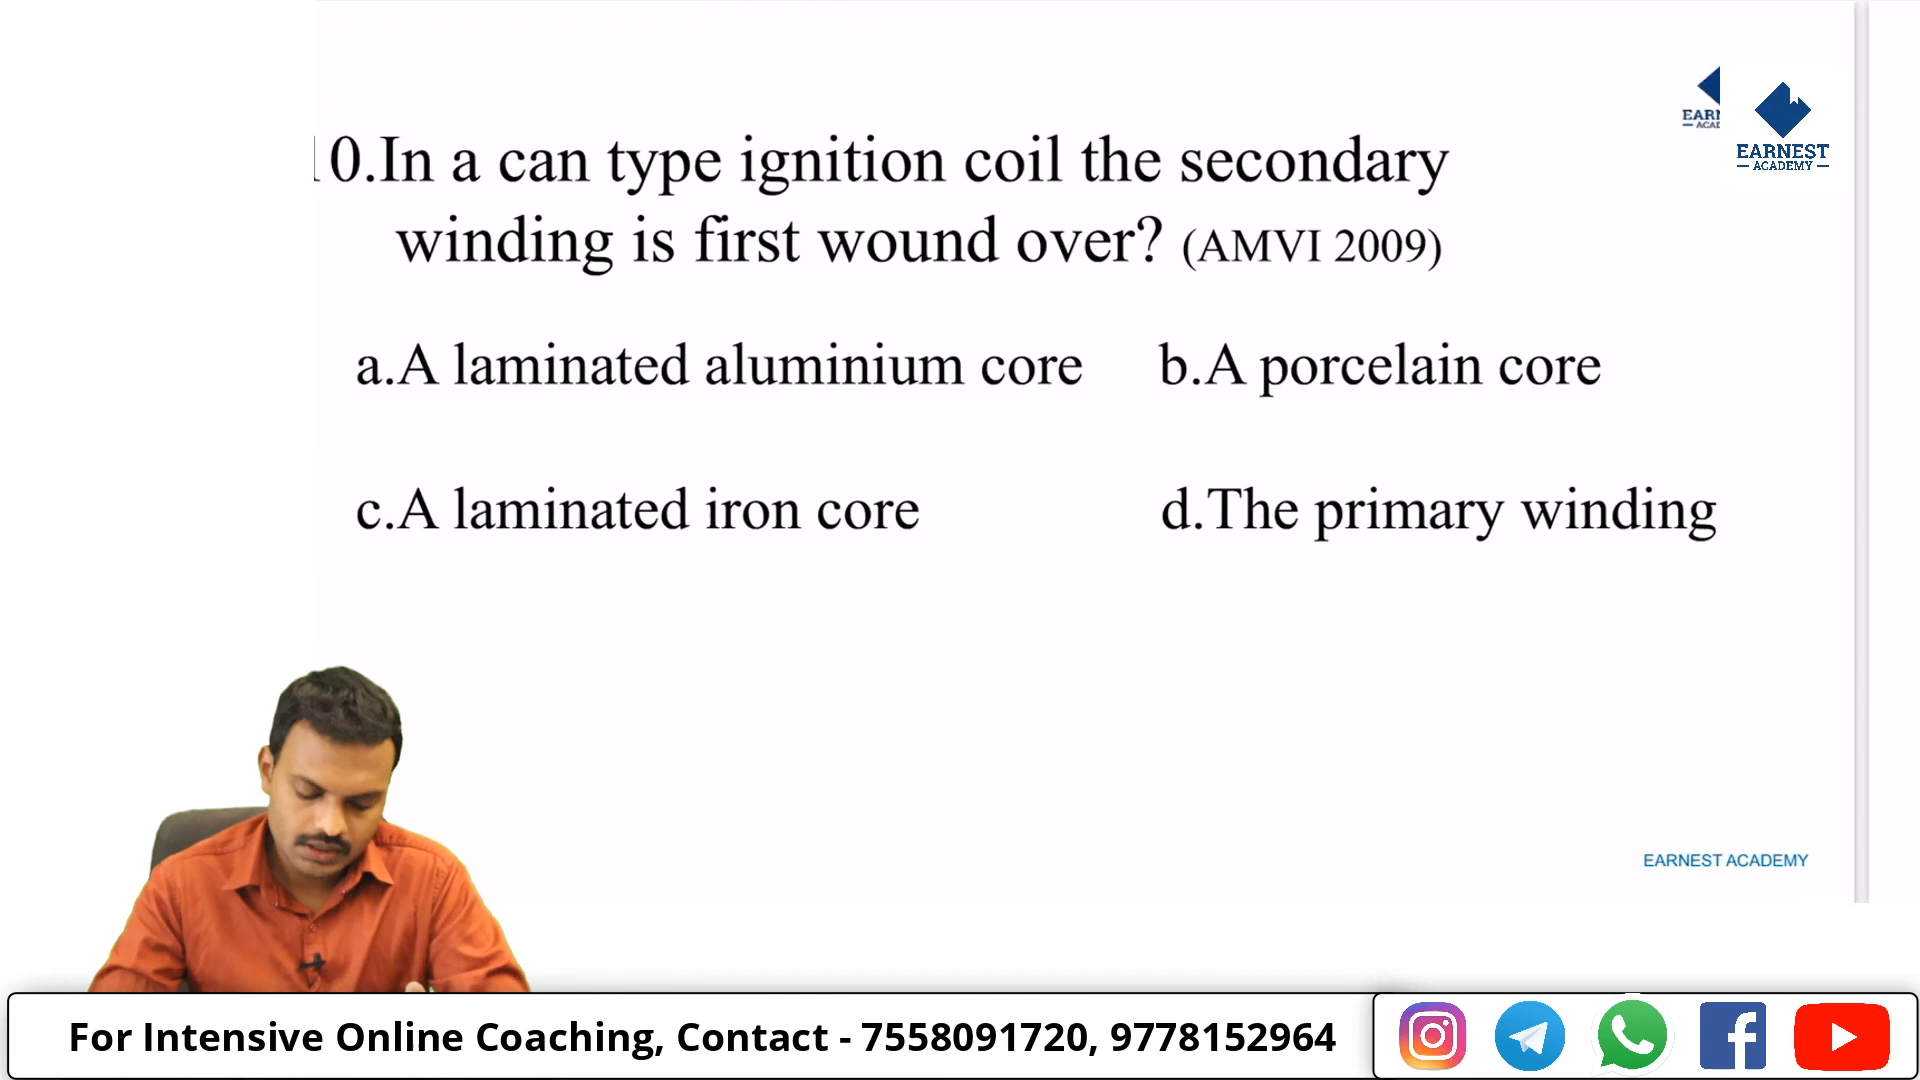 10.In a can type ignition coil the secondary
winding is first wound over? (AMVI 2009)
a.A laminated aluminium core b.A porcelain core
c.A laminated iron core d.The primary winding
EARNEST
— ACADEMY —
EARNEST ACADEMY
For Intensive Online Coaching, Contact - 7558091720, 9778152964